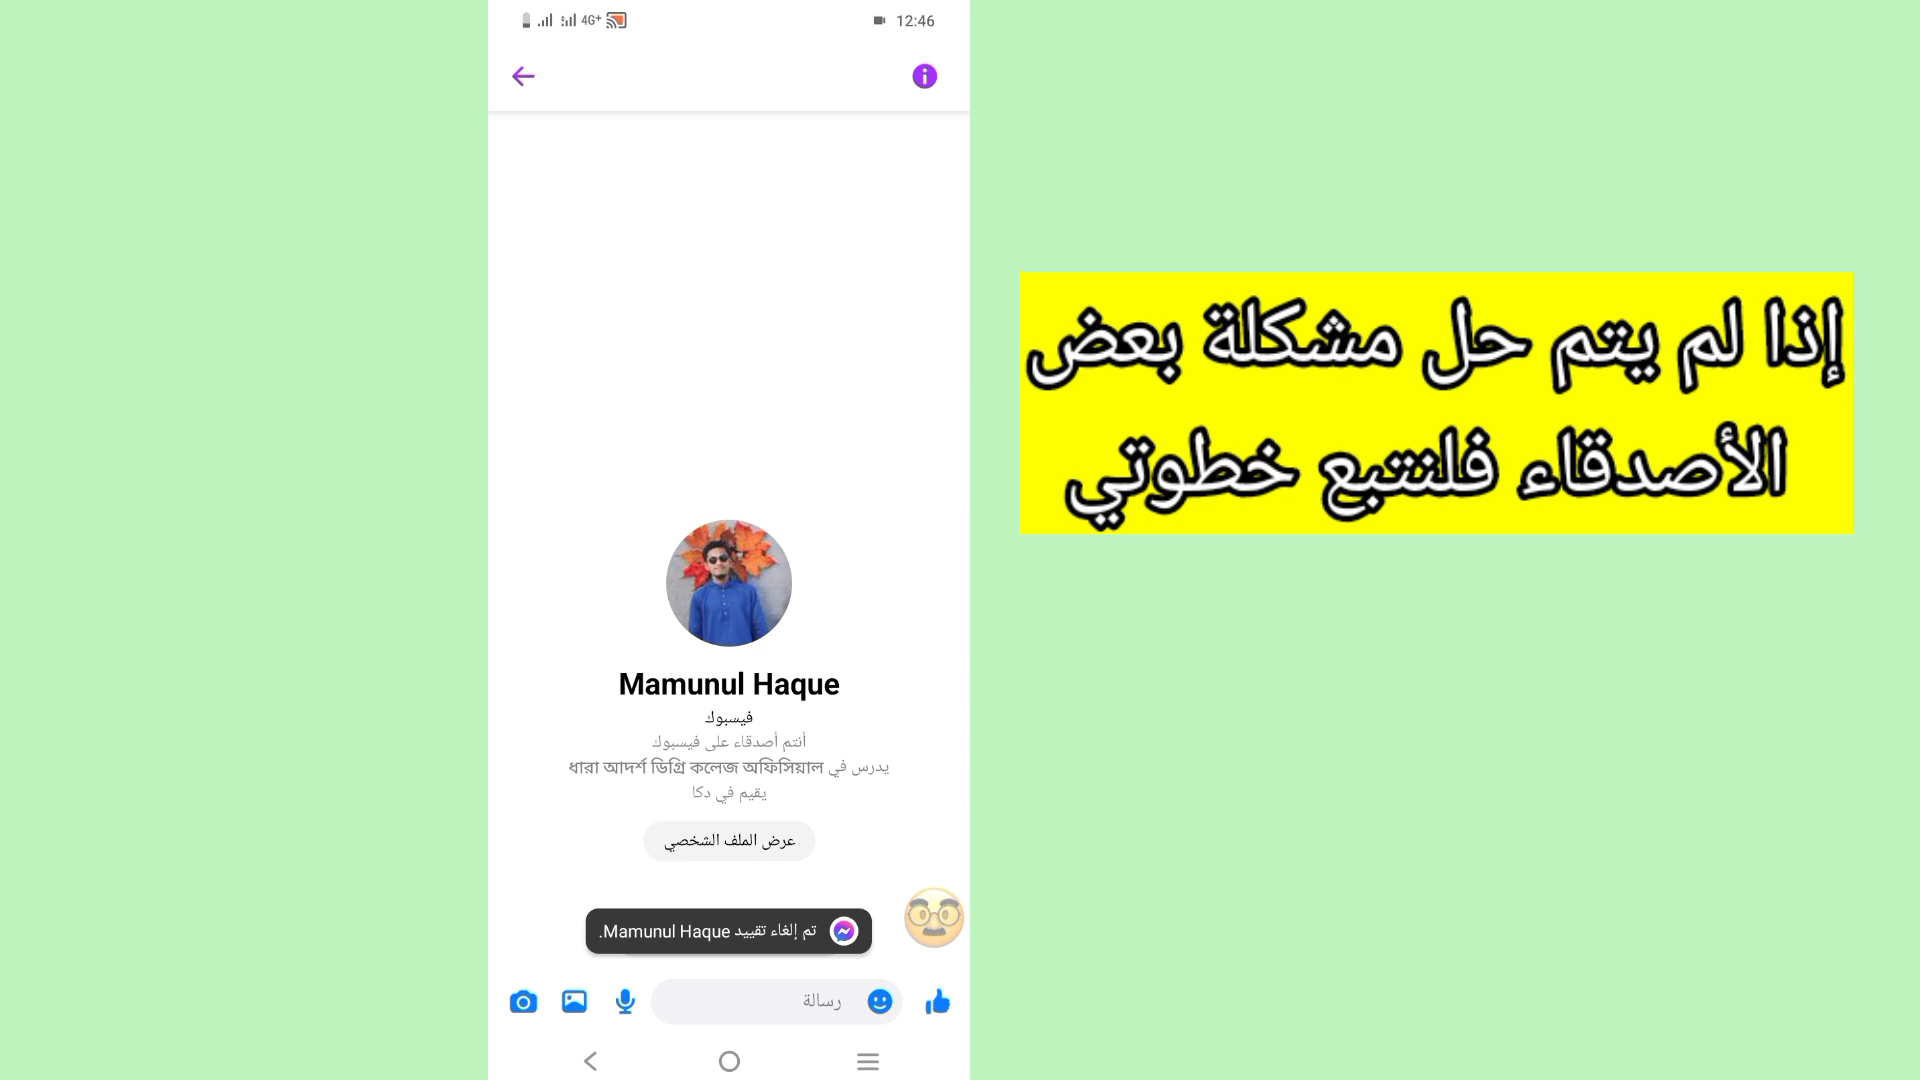 4G+
12:46
Mamunul Haque
فيسبوك
أنتم أصدقاء على فيسبوك
يدرس في ধারা আদর্শ ডিগ্রি কলেজ অফিসিয়াল
يقيم في دكا
عرض الملف الشخصي
تم إلغاء تقييد Mamunul Haque.
رسالة
إذا لم يتم حل مشكلة بعض
الأصدقاء فلنتبع خطوتي